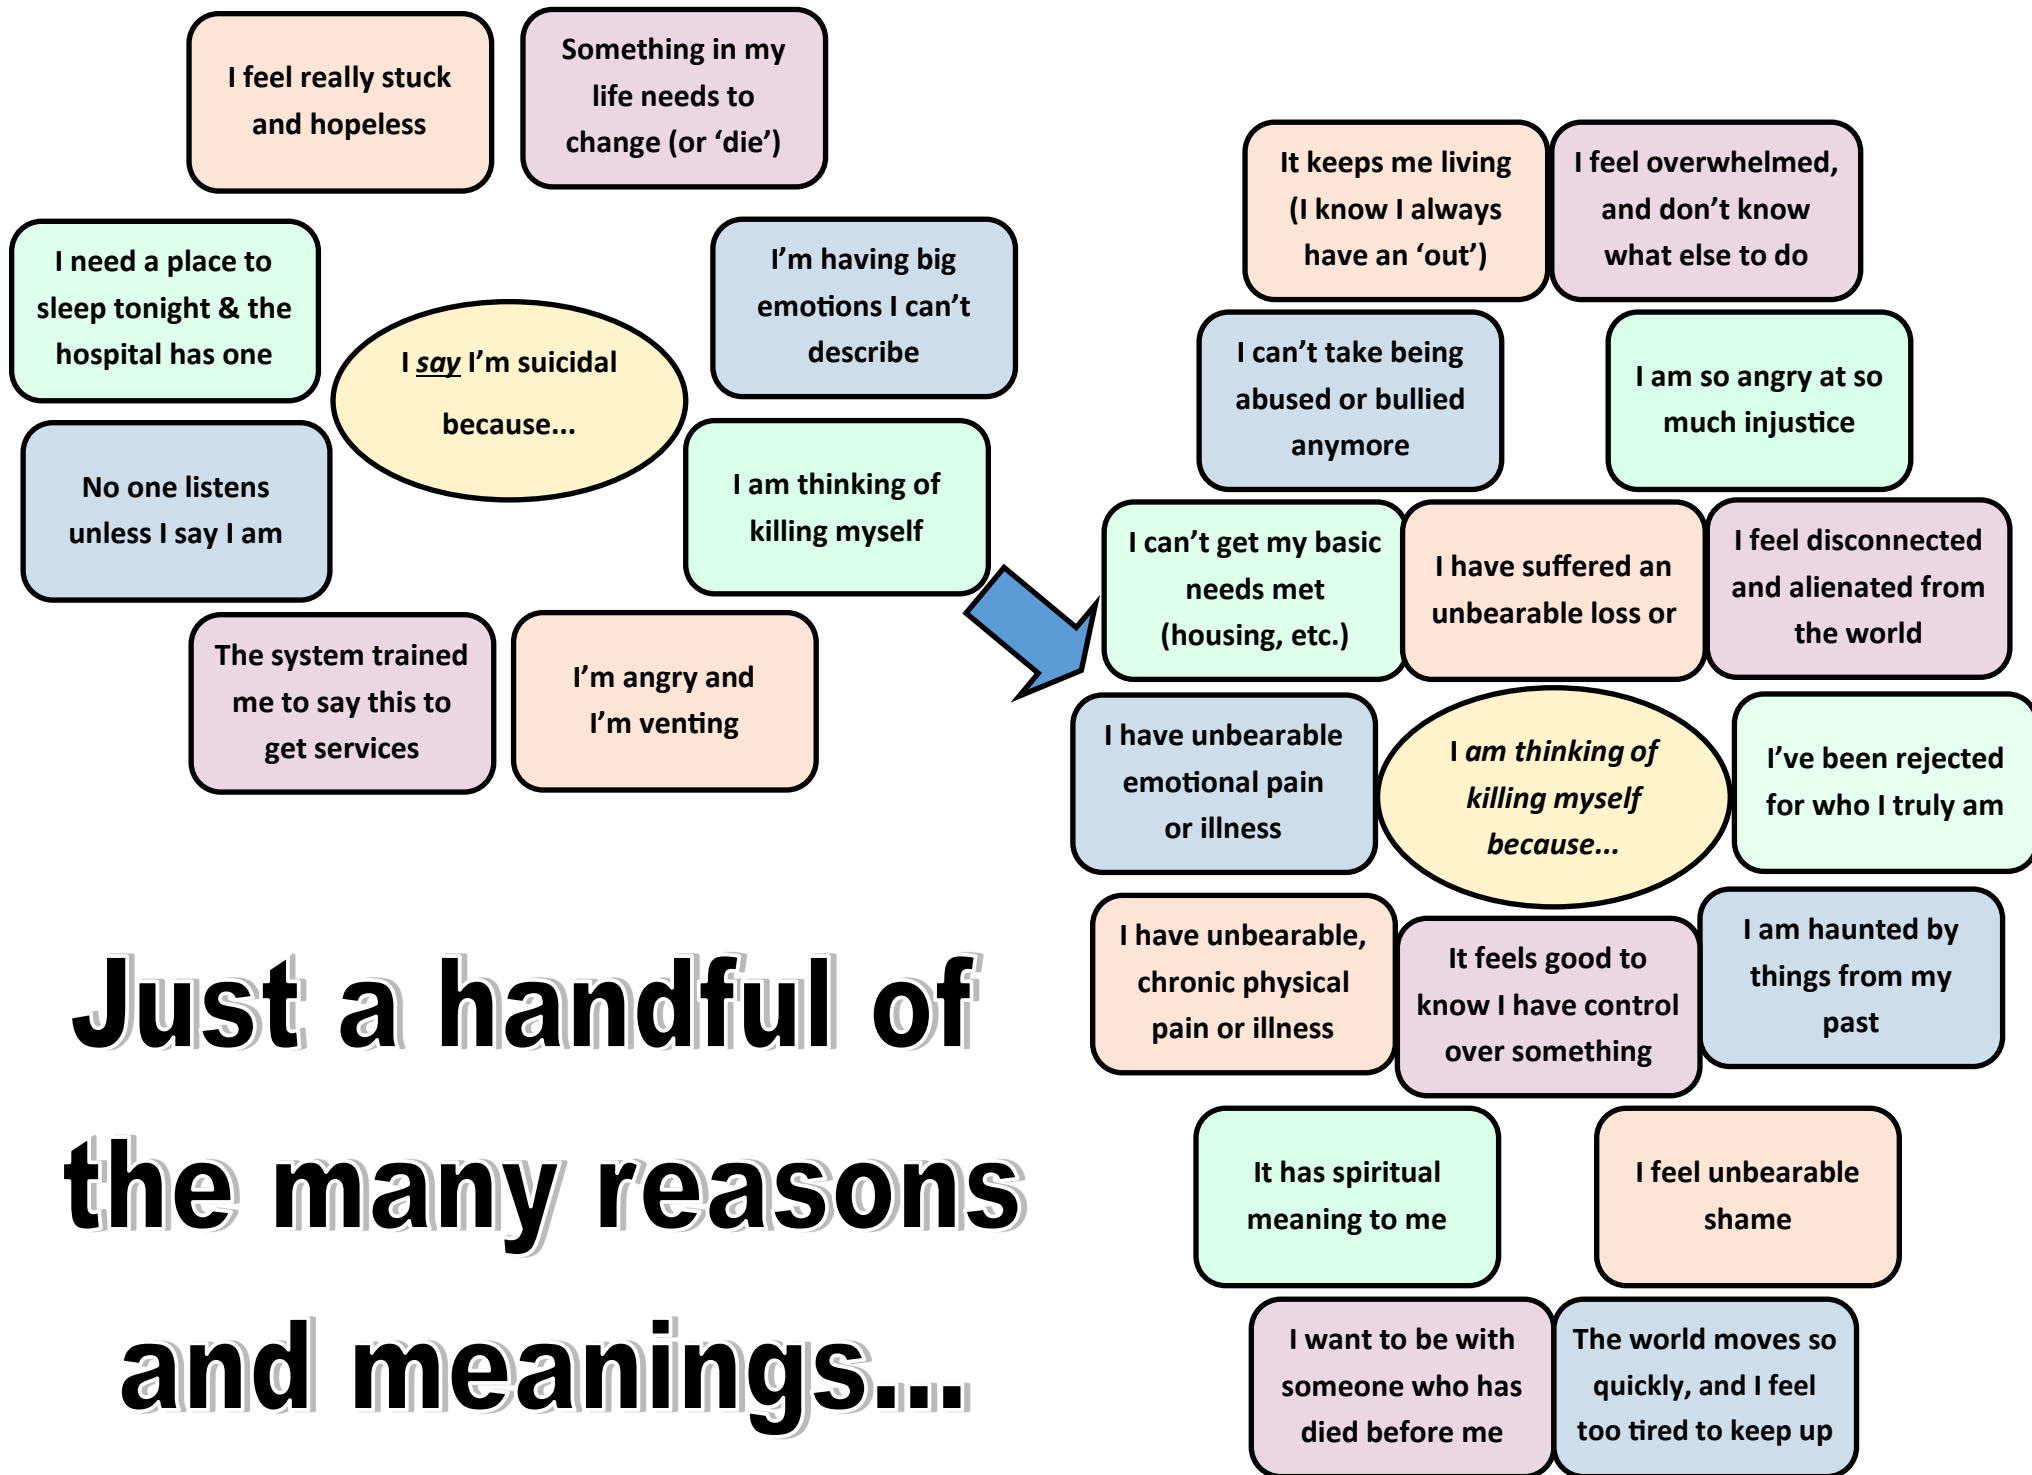 I feel really stuck
and hopeless
Something in my
life needs to
change (or ‘die’)
I need a place to
sleep tonight & the
hospital has one
I say I’m suicidal
because...
I’m having big
emotions I can’t
describe
No one listens
unless I say I am
I am thinking of
killing myself
The system trained
me to say this to
get services
I’m angry and
I’m venting
It keeps me living
(I know I always
have an ‘out’)
I feel overwhelmed,
and don’t know
what else to do
I can’t take being
abused or bullied
anymore
I am so angry at so
much injustice
I can’t get my basic
needs met
(housing, etc.)
I have suffered an
unbearable loss or
I feel disconnected
and alienated from
the world
I have unbearable
emotional pain
or illness
I am thinking of
killing myself
because...
I’ve been rejected
for who I truly am
I have unbearable,
chronic physical
pain or illness
It feels good to
know I have control
over something
I am haunted by
things from my
past
It has spiritual
meaning to me
I feel unbearable
shame
I want to be with
someone who has
died before me
The world moves so
quickly, and I feel
too tired to keep up
Just a handful of
the many reasons
and meanings...